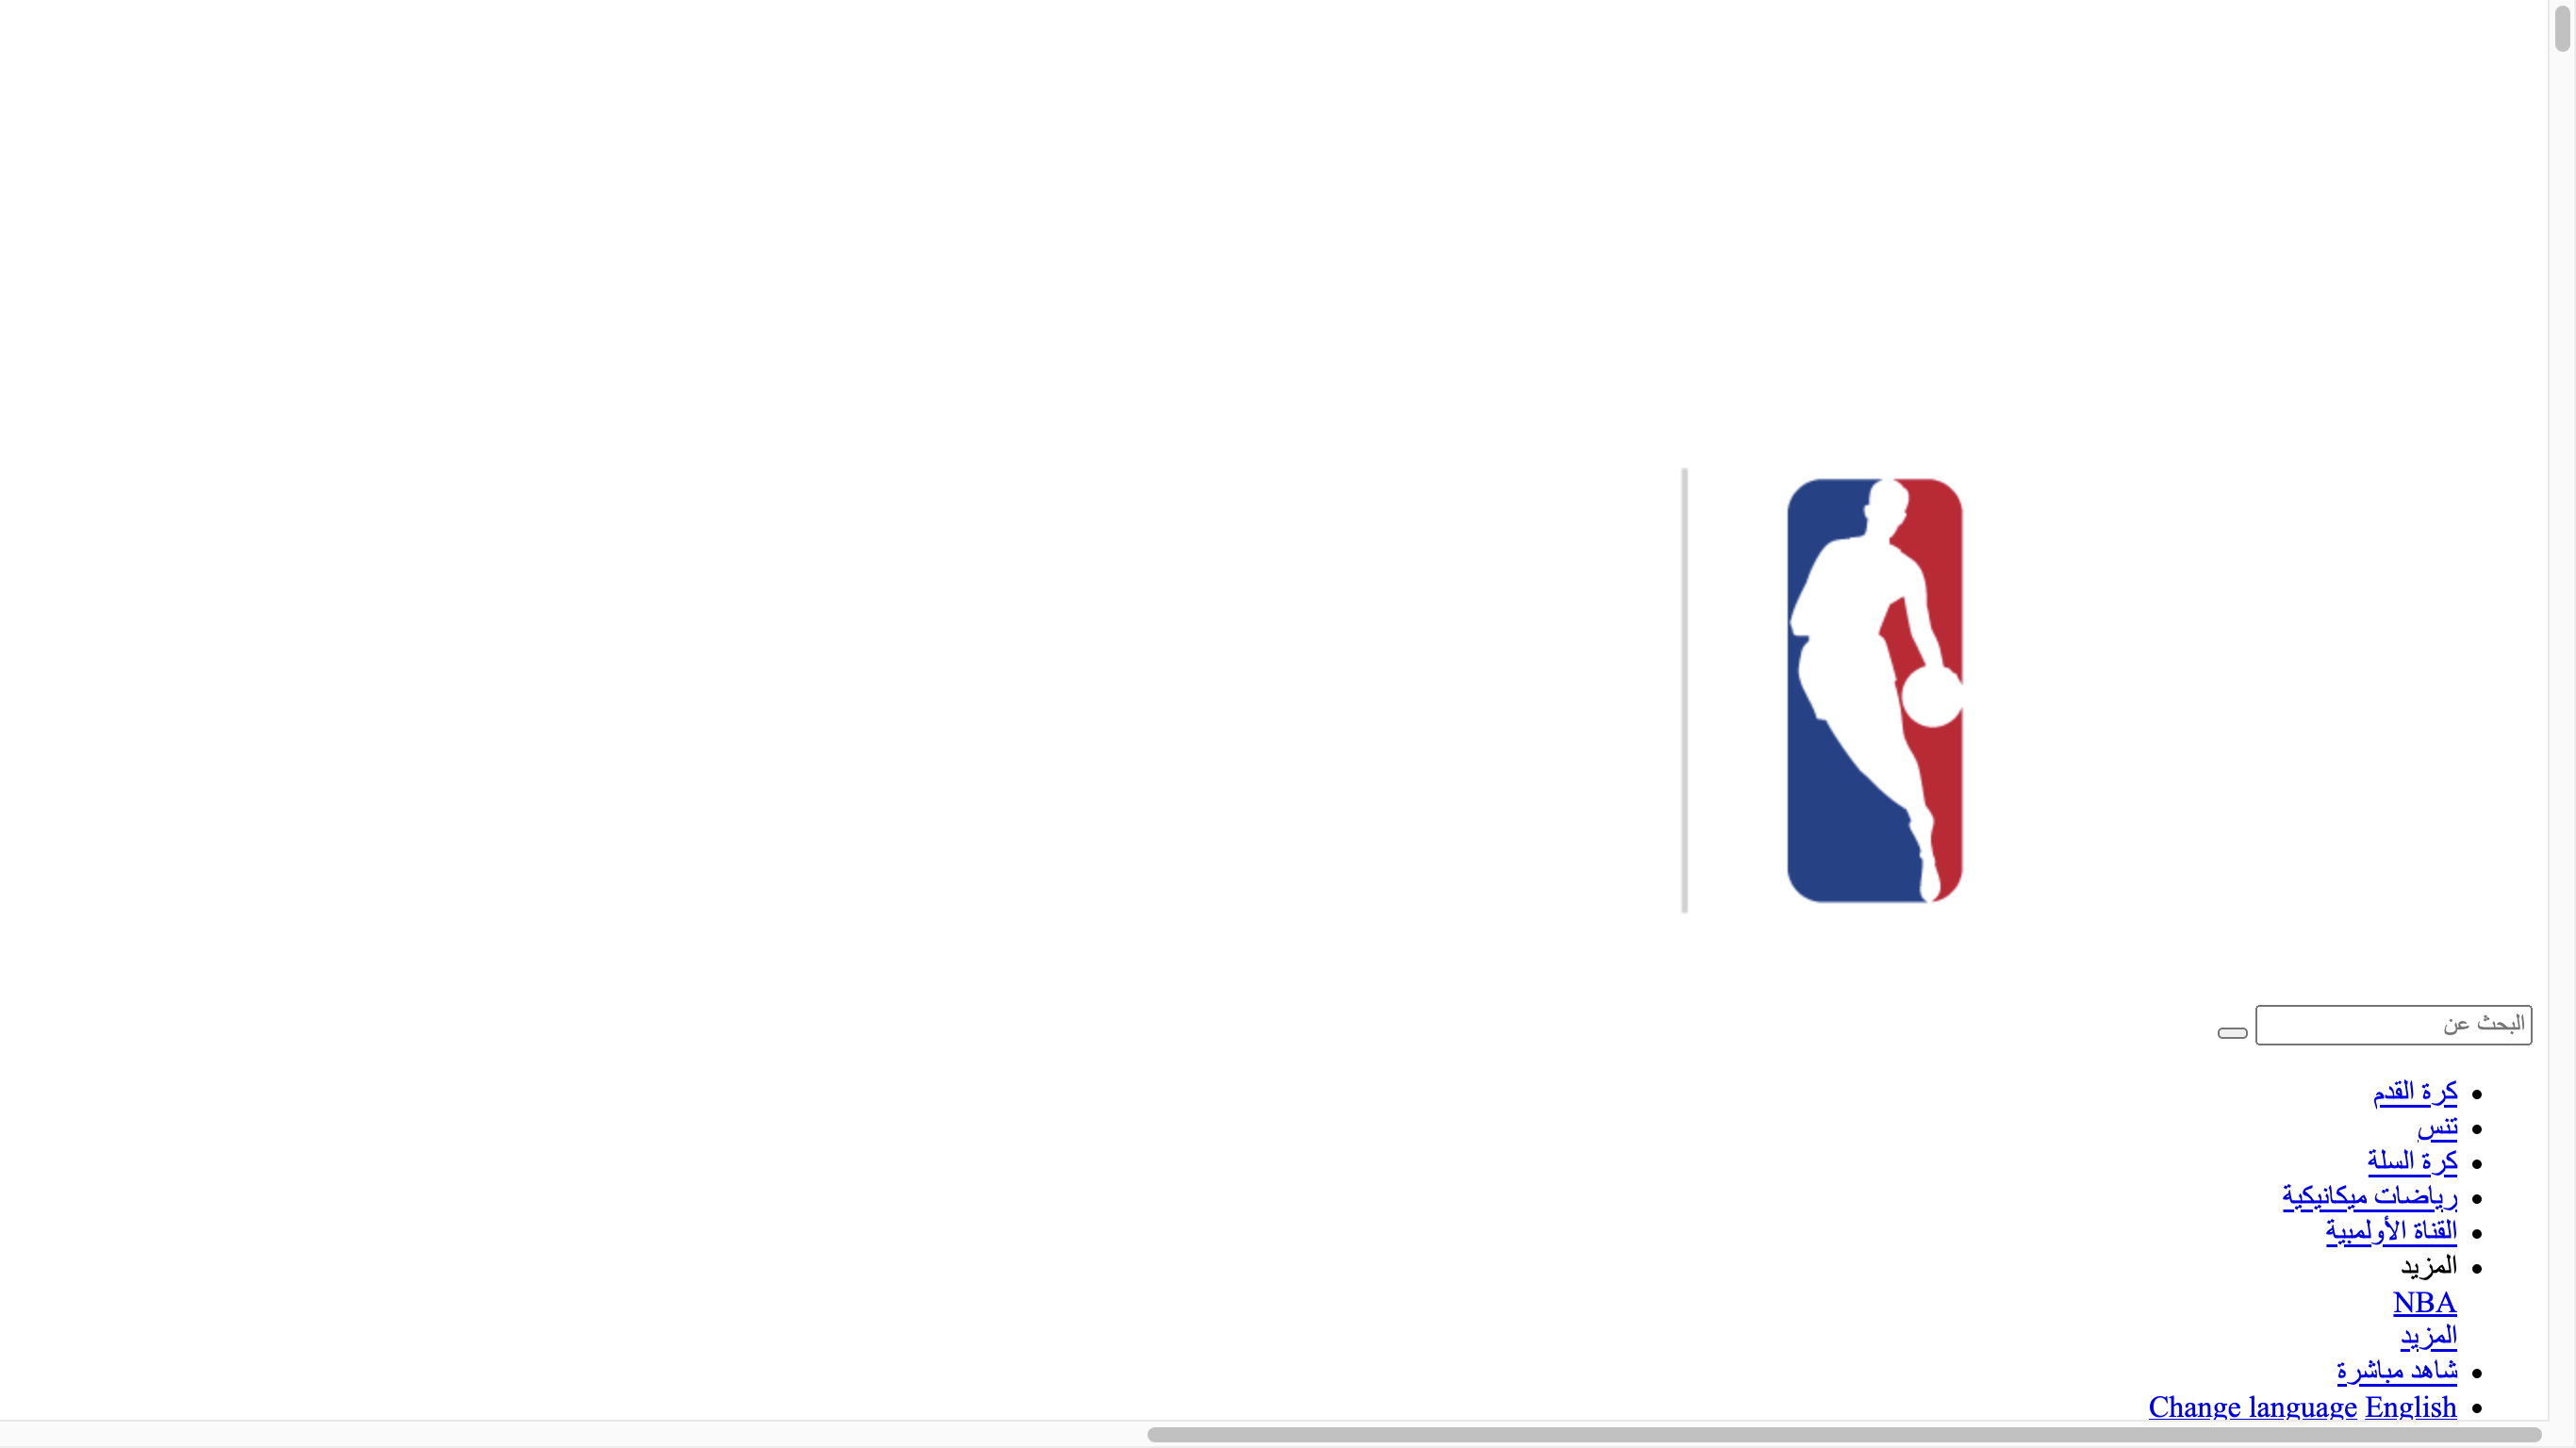 البحث عن
كرة القدم
تنس
كرة السلة
رياضات ميكانيكية
القناة الأولمبية
المزيد
NBA
المزيد
شاهد مباشرة
Change language English